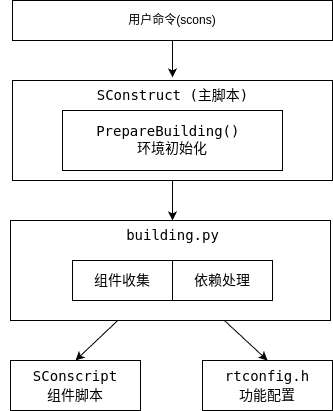 用户命令(scons)
SConstruct (主脚本)
PrepareBuilding()
环境初始化
building.py
组件收集
依赖处理
SConscript
组件脚本
rtconfig.h
功能配置